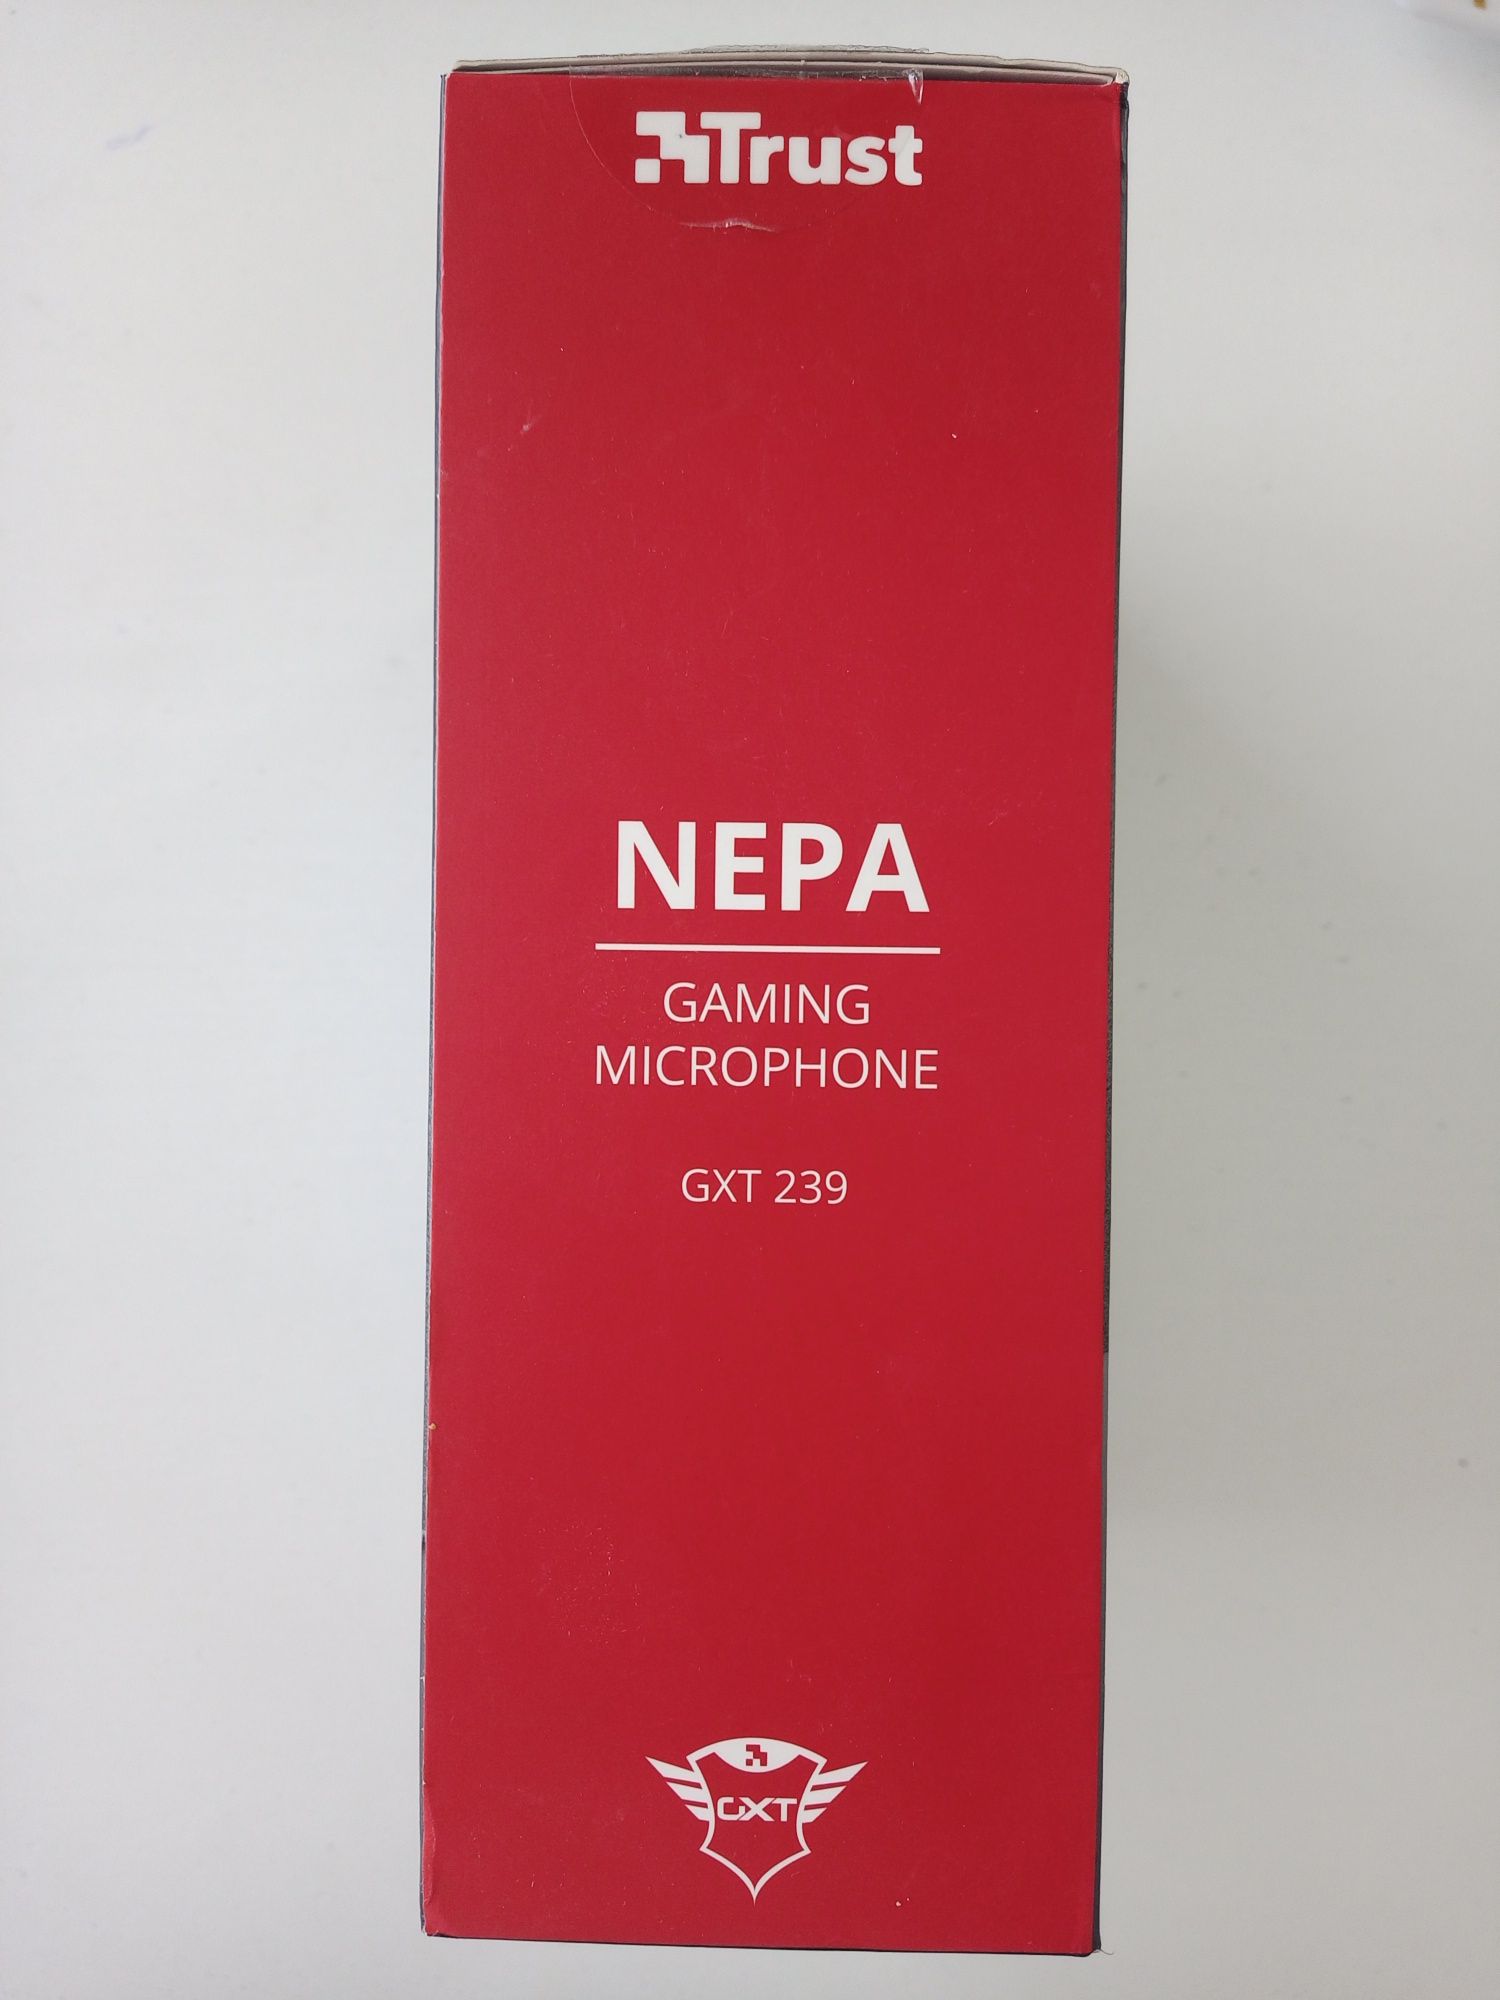 Trust
NEPA
GAMING
MICROPHONE
GXT 239
GXT